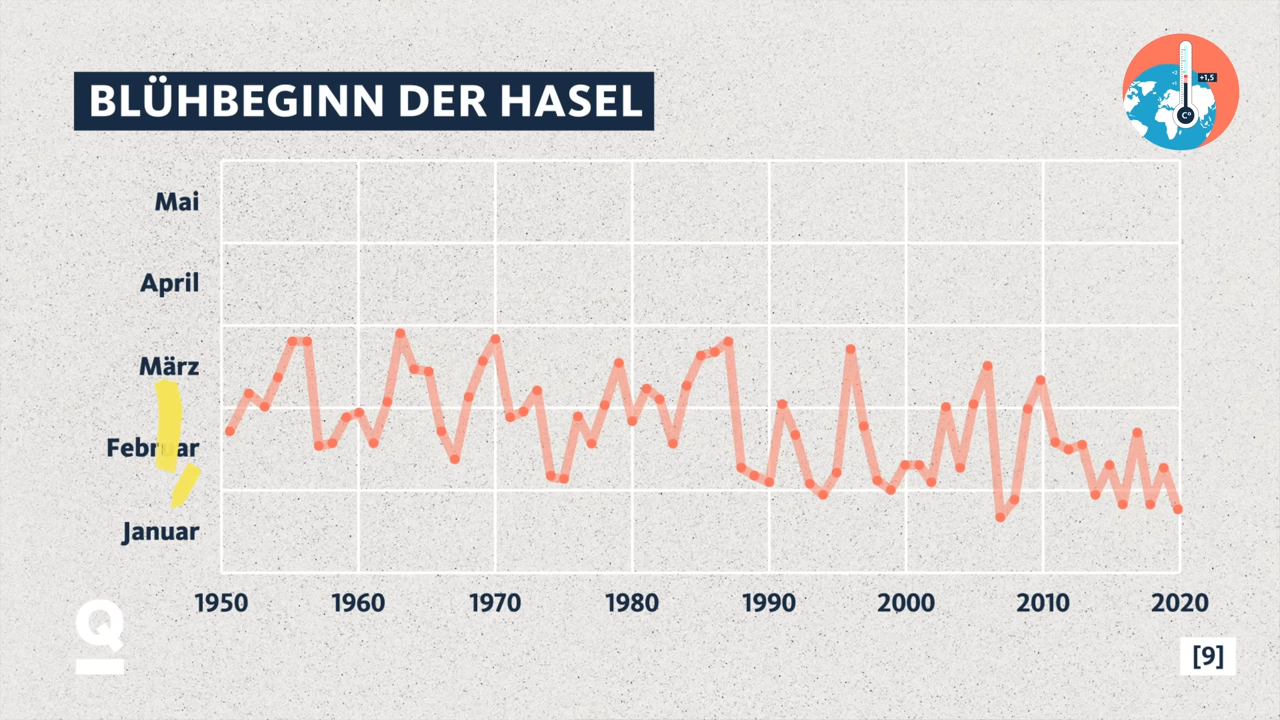 BLÜHBEGINN DER HASEL
+1,5
C°
Mai
April
März
Februar
Januar
1950 1960 1970 1980 1990 2000 2010 2020
Q
[9]